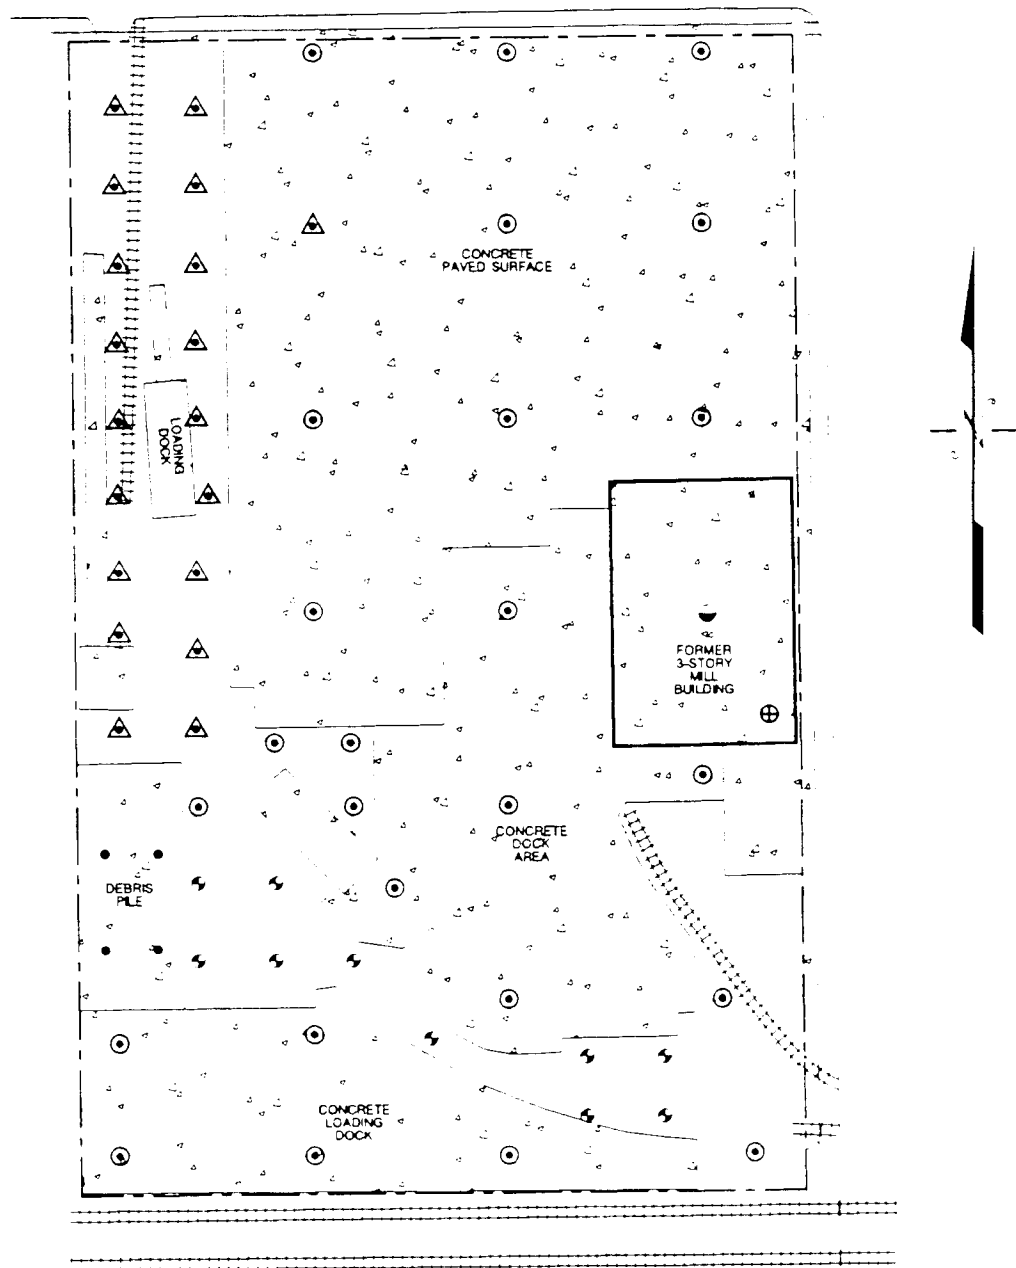 CONCRETE
PAVED SURFACE
LOADING
DOCK
FORMER
3-STORY
MILL
BUILDING
CONCRETE
DOCK
AREA
DEBRIS
PILE
CONCRETE
LOADING
DOCK